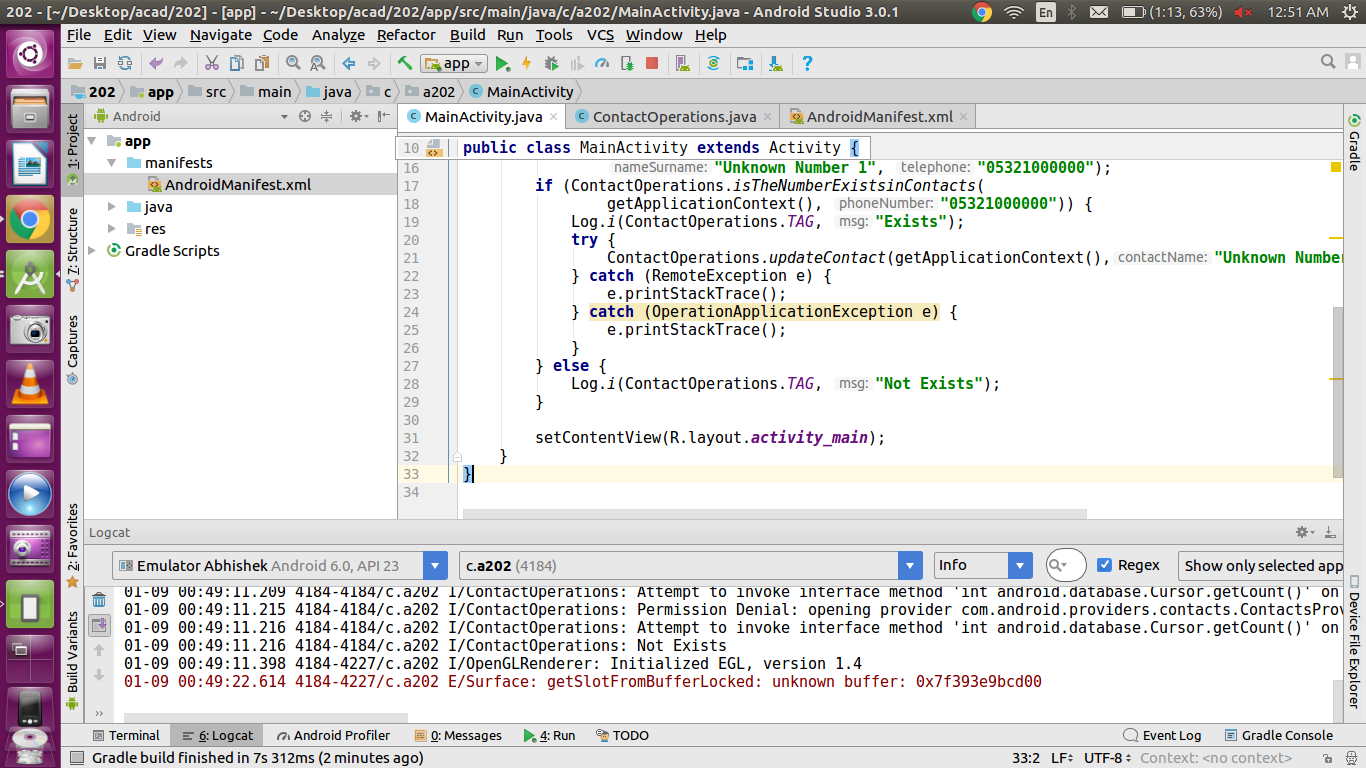 202 - [~/Desktop/acad/202] - [app] - ~/Desktop/acad/202/app/src/main/java/c/a202/MainActivity.java - Android Studio 3.0.1
En (1:13, 63%) 12:51 AM
File Edit View Navigate Code Analyze Refactor Build Run Tools VCS Window Help
app
202 app src main java c a202 MainActivity
Android
MainActivity.java ContactOperations.java AndroidManifest.xml
1: Project
7: Structure
Captures
2: Favorites
Build Variants
app
manifests
AndroidManifest.xml
java
res
Gradle Scripts
10 public class MainActivity extends Activity {
16 nameSurname: "Unknown Number 1", telephone: "05321000000");
17 if (ContactOperations.isTheNumberExistsinContacts(
18 getApplicationContext(), phoneNumber: "05321000000")) {
19 Log.i(ContactOperations.TAG, msg: "Exists");
20 try {
21 ContactOperations.updateContact(getApplicationContext(), contactName: "Unknown Number
22 } catch (RemoteException e) {
23 e.printStackTrace();
24 } catch (OperationApplicationException e) {
25 e.printStackTrace();
26 }
27 } else {
28 Log.i(ContactOperations.TAG, msg: "Not Exists");
29 }
30
31 setContentView(R.layout.activity_main);
32 }
33 }
34
Gradle
Device File Explorer
Logcat
Emulator Abhishek Android 6.0, API 23 c.a202 (4184) Info Regex Show only selected app
01-09 00:49:11.209 4184-4184/c.a202 I/ContactOperations: Attempt to invoke interface method 'int android.database.Cursor.getCount()' on
01-09 00:49:11.215 4184-4184/c.a202 I/ContactOperations: Permission Denial: opening provider com.android.providers.contacts.ContactsProv
01-09 00:49:11.216 4184-4184/c.a202 I/ContactOperations: Attempt to invoke interface method 'int android.database.Cursor.getCount()' on
01-09 00:49:11.216 4184-4184/c.a202 I/ContactOperations: Not Exists
01-09 00:49:11.398 4184-4227/c.a202 I/OpenGLRenderer: Initialized EGL, version 1.4
01-09 00:49:22.614 4184-4227/c.a202 E/Surface: getSlotFromBufferLocked: unknown buffer: 0x7f393e9bcd00
Terminal 6: Logcat Android Profiler 0: Messages 4: Run TODO Event Log Gradle Console
Gradle build finished in 7s 312ms (2 minutes ago) 33:2 LF UTF-8 Context: <no context>